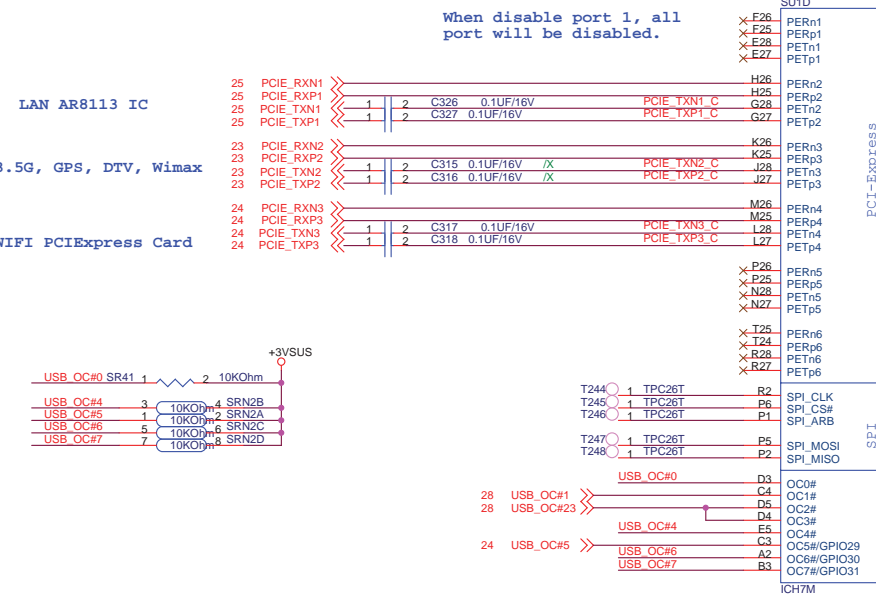 SU1D
When disable port 1, all
port will be disabled.
F26 PERn1
F25 PERp1
E28 PETn1
E27 PETp1
LAN AR8113 IC
25 PCIE_RXN1 H26 PERn2
25 PCIE_RXP1 H25 PERp2
25 PCIE_TXN1 1 2 C326 0.1UF/16V PCIE_TXN1_C G28 PETn2
25 PCIE_TXP1 1 2 C327 0.1UF/16V PCIE_TXP1_C G27 PETp2
PCI-Express
3.5G, GPS, DTV, Wimax
23 PCIE_RXN2 K26 PERn3
23 PCIE_RXP2 K25 PERp3
23 PCIE_TXN2 1 2 C315 0.1UF/16V /X PCIE_TXN2_C J28 PETn3
23 PCIE_TXP2 1 2 C316 0.1UF/16V /X PCIE_TXP2_C J27 PETp3
WIFI PCIExpress Card
24 PCIE_RXN3 M26 PERn4
24 PCIE_RXP3 M25 PERp4
24 PCIE_TXN3 1 2 C317 0.1UF/16V PCIE_TXN3_C L28 PETn4
24 PCIE_TXP3 1 2 C318 0.1UF/16V PCIE_TXP3_C L27 PETp4
P26 PERn5
P25 PERp5
N28 PETn5
N27 PETp5
T25 PERn6
T24 PERp6
R28 PETn6
R27 PETp6
+3VSUS
USB_OC#0 SR41 1 2 10KOhm
USB_OC#4 3 10KOhm 4 SRN2B
USB_OC#5 1 10KOhm 2 SRN2A
USB_OC#6 5 10KOhm 6 SRN2C
USB_OC#7 7 10KOhm 8 SRN2D
T244 1 TPC26T R2 SPI_CLK
T245 1 TPC26T P6 SPI_CS#
T246 1 TPC26T P1 SPI_ARB
SPI
T247 1 TPC26T P5 SPI_MOSI
T248 1 TPC26T P2 SPI_MISO
USB_OC#0 D3 OC0#
28 USB_OC#1 C4 OC1#
28 USB_OC#23 D5 OC2#
D4 OC3#
USB_OC#4 E5 OC4#
24 USB_OC#5 C3 OC5#/GPIO29
USB_OC#6 A2 OC6#/GPIO30
USB_OC#7 B3 OC7#/GPIO31
ICH7M